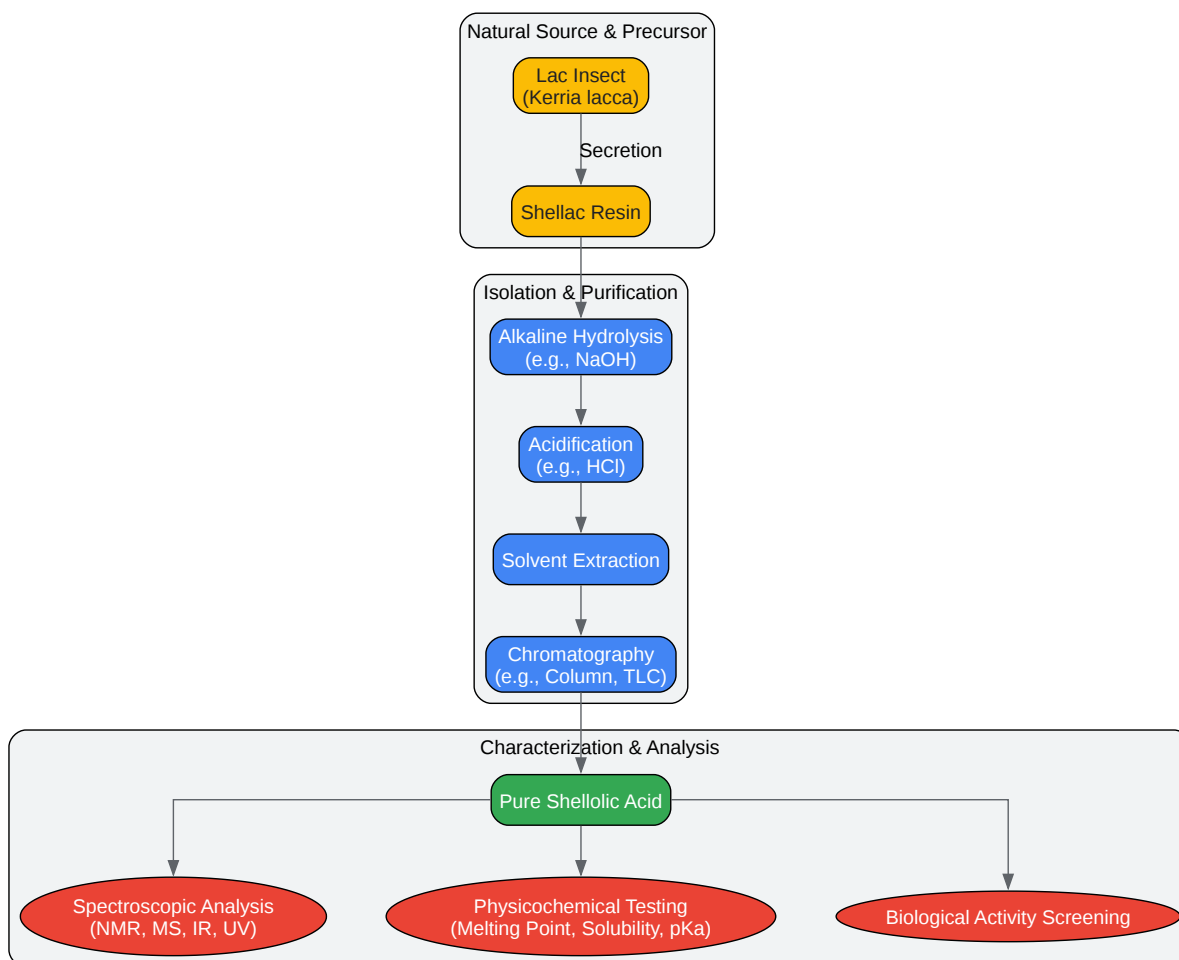 Natural Source & Precursor
Lac Insect
(Kerria lacca)
Secretion
Shellac Resin
Isolation & Purification
Alkaline Hydrolysis
(e.g., NaOH)
Acidification
(e.g., HCl)
Solvent Extraction
Chromatography
(e.g., Column, TLC)
Characterization & Analysis
Pure Shellolic Acid
Spectroscopic Analysis
(NMR, MS, IR, UV)
Physicochemical Testing
(Melting Point, Solubility, pKa)
Biological Activity Screening